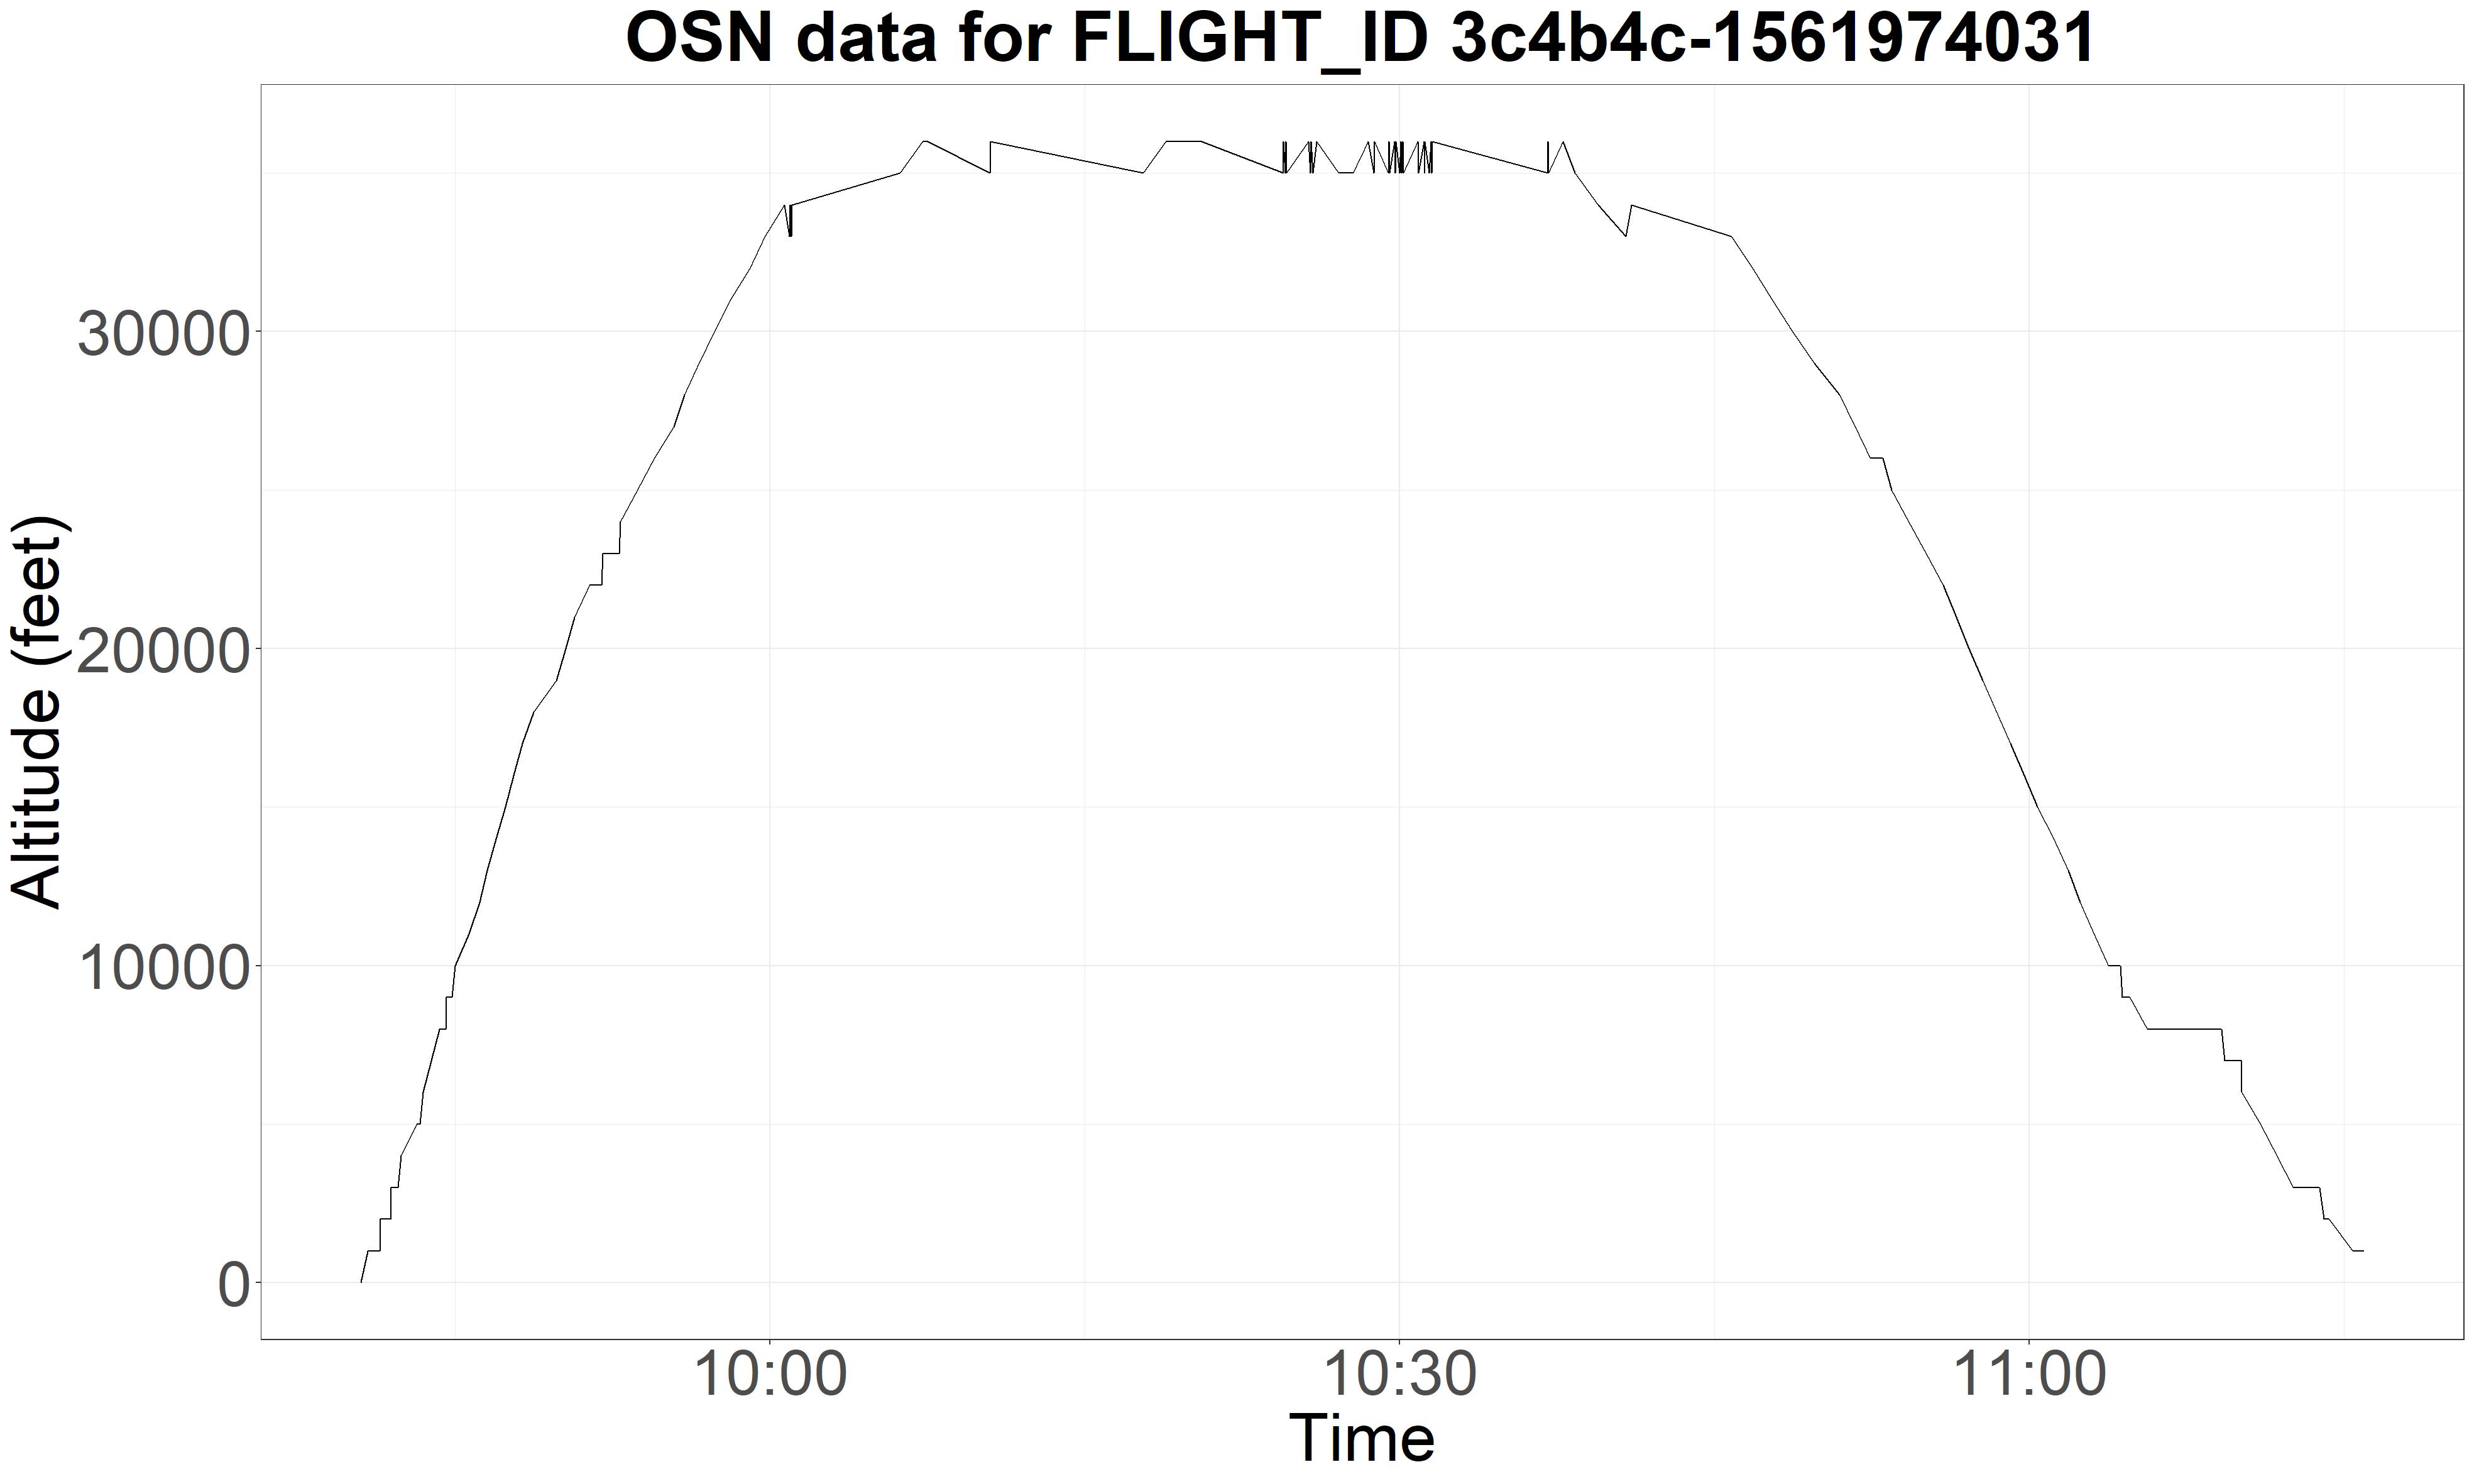 OSN data for FLIGHT_ID 3c4b4c-1561974031
Altitude (feet)
30000
20000
10000
0
10:00 10:30 11:00
Time